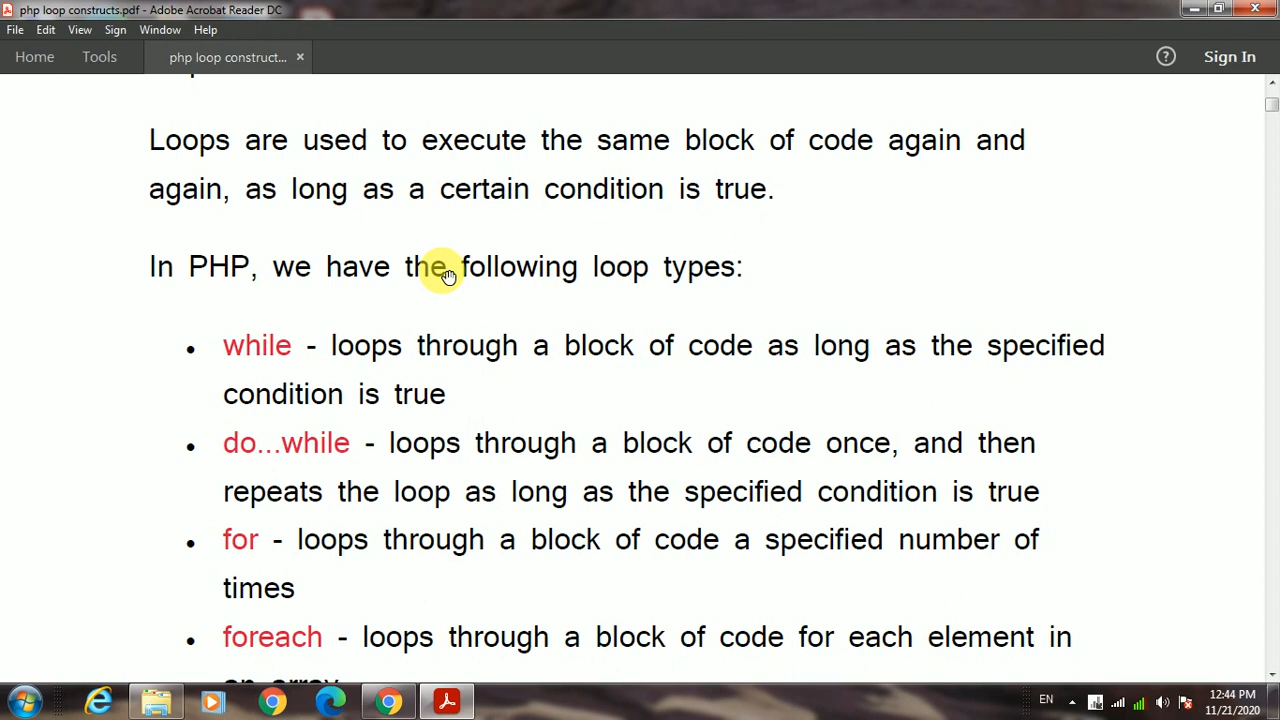 php loop constructs.pdf - Adobe Acrobat Reader DC
File Edit View Sign Window Help
Home Tools php loop construct... × ? Sign In
Loops are used to execute the same block of code again and
again, as long as a certain condition is true.
In PHP, we have the following loop types:
• while - loops through a block of code as long as the specified
condition is true
• do...while - loops through a block of code once, and then
repeats the loop as long as the specified condition is true
• for - loops through a block of code a specified number of
times
• foreach - loops through a block of code for each element in
an array
EN 12:44 PM
11/21/2020